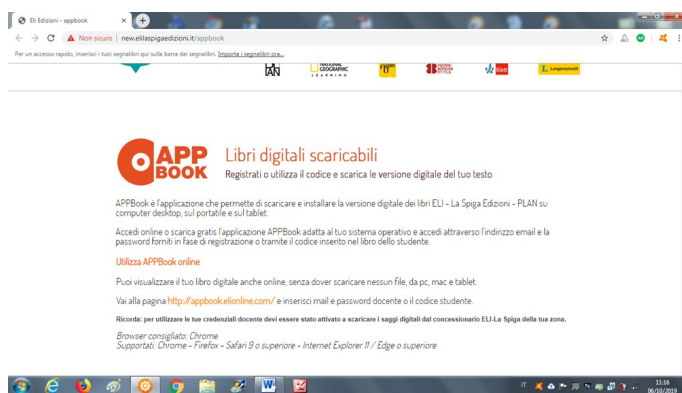 Eli Edizioni - appbook
Non sicuro | new.elilaspigaedizioni.it/appbook
Per un accesso rapido, inserisci i tuoi segnalibri qui sulla barra dei segnalibri. Importa i segnalibri ora...
NATIONAL GEOGRAPHIC LEARNING
Klett
L Langenscheidt
APP BOOK
Libri digitali scaricabili
Registrati o utilizza il codice e scarica le versione digitale del tuo testo
APPBook è l'applicazione che permette di scaricare e installare la versione digitale dei libri ELI - La Spiga Edizioni - PLAN su
computer desktop, sul portatile e sul tablet.
Accedi online o scarica gratis l'applicazione APPBook adatta al tuo sistema operativo e accedi attraverso l'indirizzo email e la
password forniti in fase di registrazione o tramite il codice inserito nel libro dello studente.
Utilizza APPBook online
Puoi visualizzare il tuo libro digitale anche online, senza dover scaricare nessun file, da pc, mac e tablet.
Vai alla pagina http://appbook.elionline.com/ e inserisci mail e password docente o il codice studente.
Ricorda: per utilizzare le tue credenziali docente devi essere stato attivato a scaricare i saggi digitali dal concessionario ELI-La Spiga della tua zona.
Browser consigliato: Chrome
Supportati: Chrome - Firefox - Safari 9 o superiore - Internet Explorer 11 / Edge o superiore
IT
11:16
06/10/2019